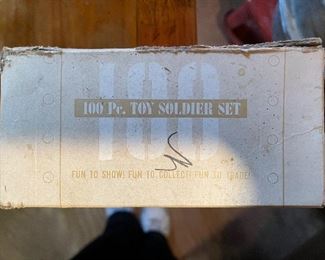 100
100 Pc. TOY SOLDIER SET
FUN TO SHOW! FUN TO COLLECT! FUN TO TRADE!